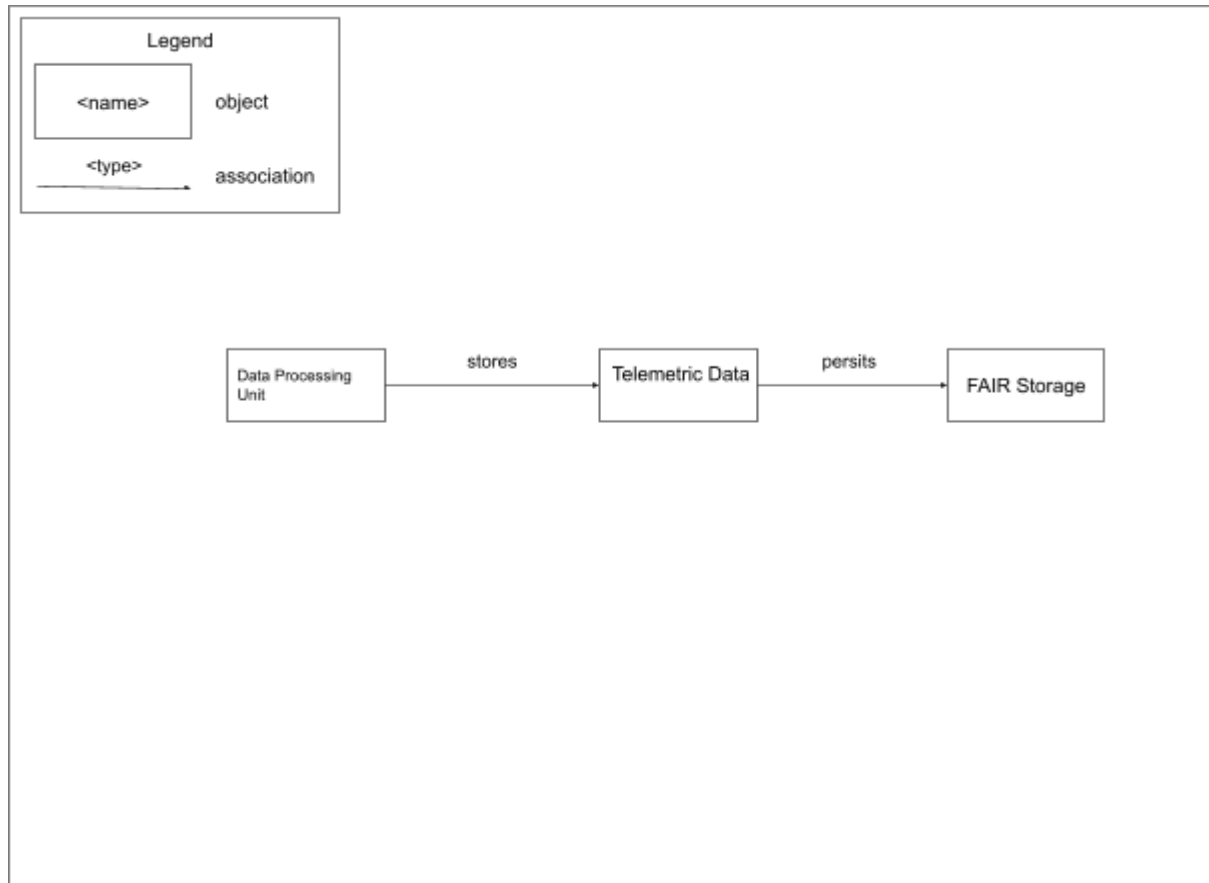 Legend
<name>
object
<type>
association
stores
persits
Data Processing
Unit
Telemetric Data
FAIR Storage